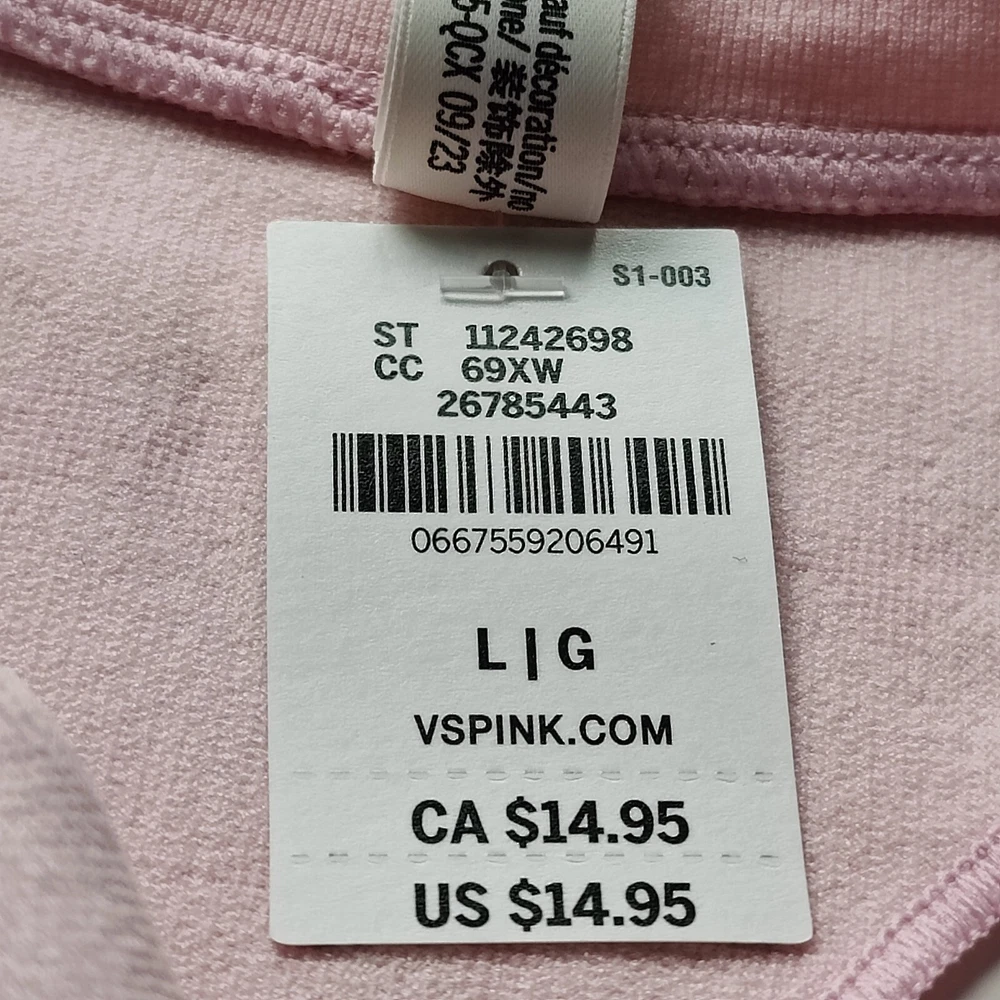 auf décoration/no
one/ 装饰除外
5-QCX 09/23
S1-003
ST 11242698
CC 69XW
26785443
0667559206491
L | G
VSPINK.COM
CA $14.95
US $14.95